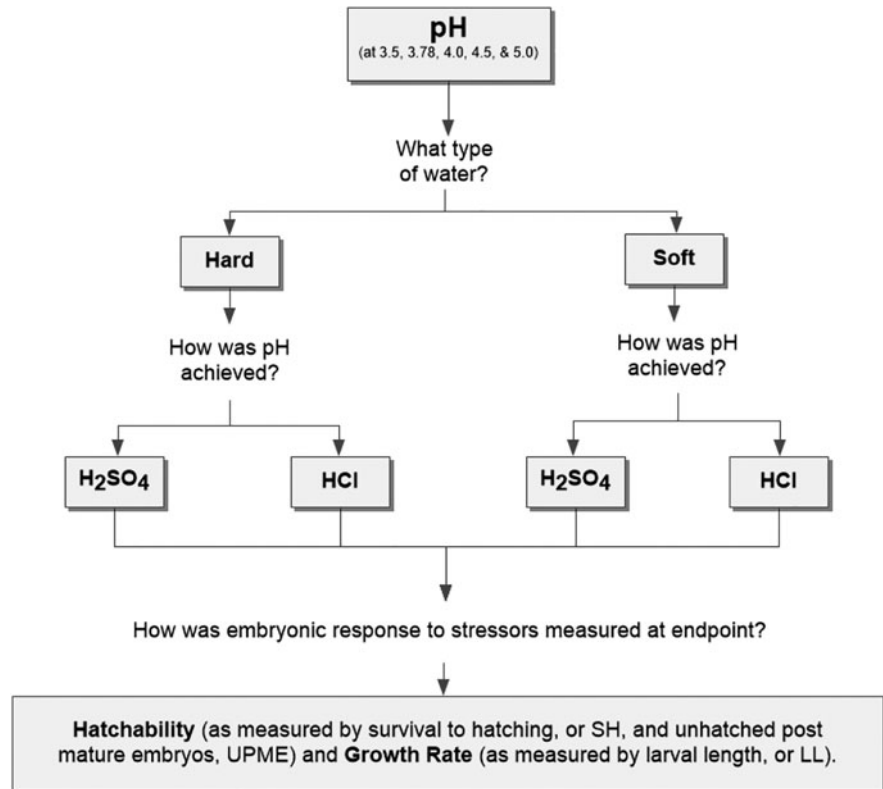 pH
(at 3.5, 3.78, 4.0, 4.5, & 5.0)
What type
of water?
Hard
Soft
How was pH
achieved?
How was pH
achieved?
H₂SO₄
HCl
H₂SO₄
HCl
How was embryonic response to stressors measured at endpoint?
Hatchability (as measured by survival to hatching, or SH, and unhatched post
mature embryos, UPME) and Growth Rate (as measured by larval length, or LL).